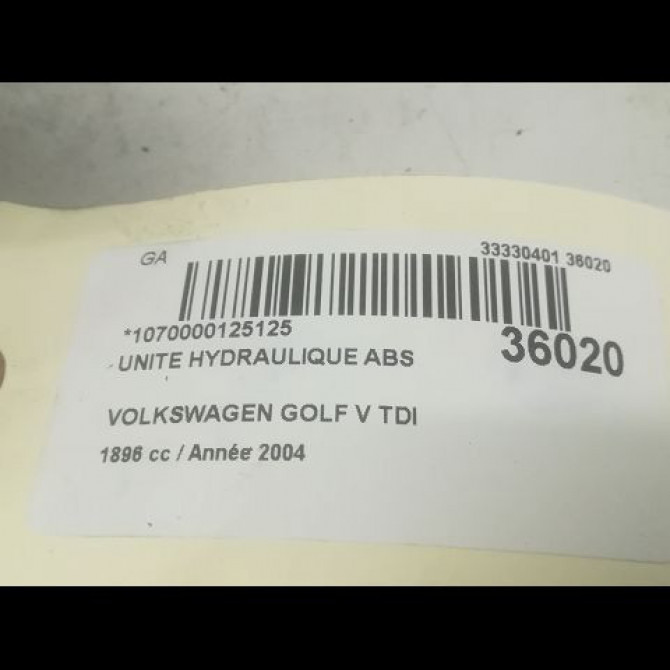 GA 33330401 36020
*1070000125125 36020
UNITE HYDRAULIQUE ABS
VOLKSWAGEN GOLF V TDI
1896 cc / Année 2004